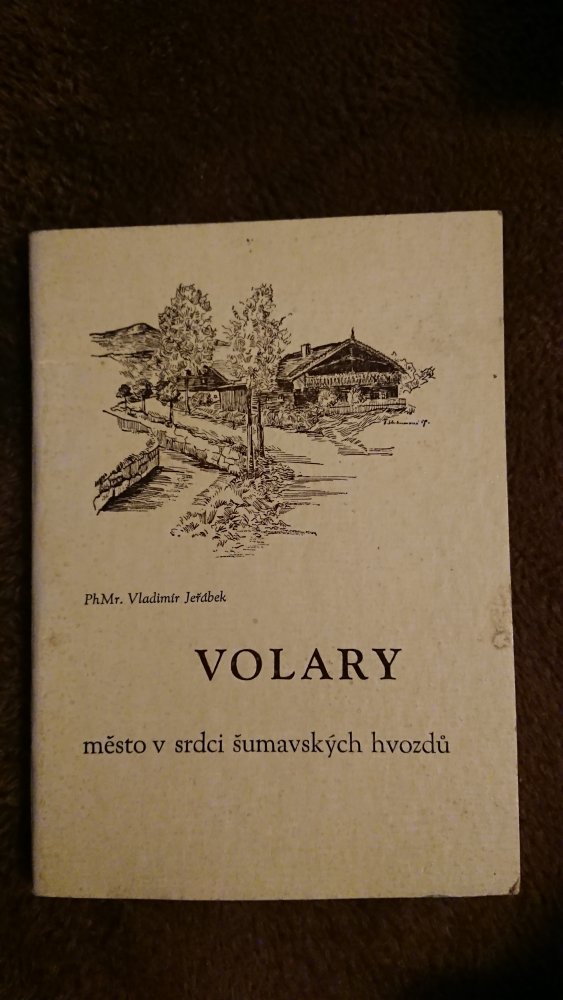 PhMr. Vladimír Jeřábek
VOLARY
město v srdci šumavských hvozdů